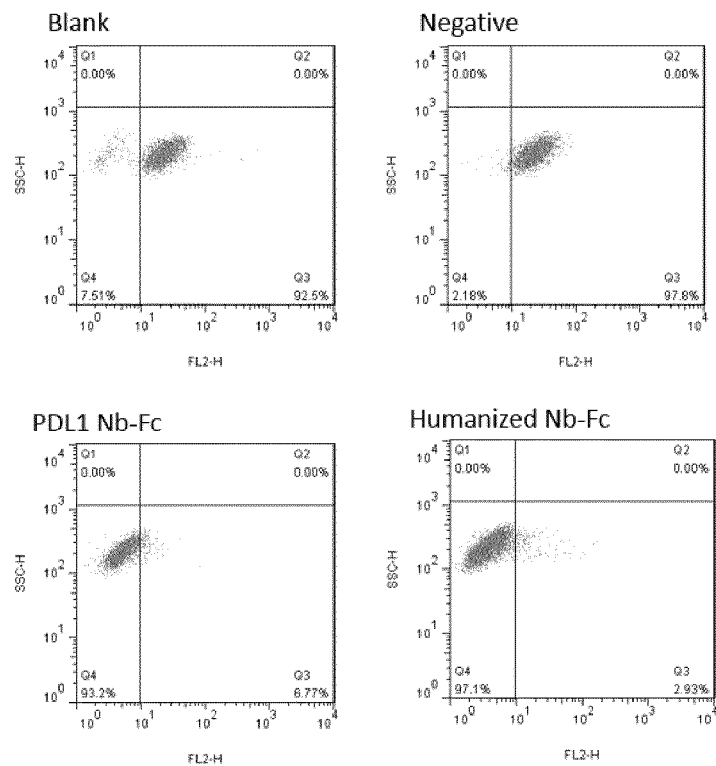 Blank
Negative
10^4
Q1
0.00%
Q2
0.00%
10^3
SSC-H
10^2
10^1
10^0
Q4
7.51%
Q3
92.5%
10^0 10^1 10^2 10^3 10^4
FL2-H
10^4
Q1
0.00%
Q2
0.00%
10^3
SSC-H
10^2
10^1
10^0
Q4
2.18%
Q3
97.8%
10^0 10^1 10^2 10^3 10^4
FL2-H
PDL1 Nb-Fc
Humanized Nb-Fc
10^4
Q1
0.00%
Q2
0.00%
10^3
SSC-H
10^2
10^1
10^0
Q4
93.2%
Q3
6.77%
10^0 10^1 10^2 10^3 10^4
FL2-H
10^4
Q1
0.00%
Q2
0.00%
10^3
SSC-H
10^2
10^1
10^0
Q4
97.1%
Q3
2.93%
10^0 10^1 10^2 10^3 10^4
FL2-H